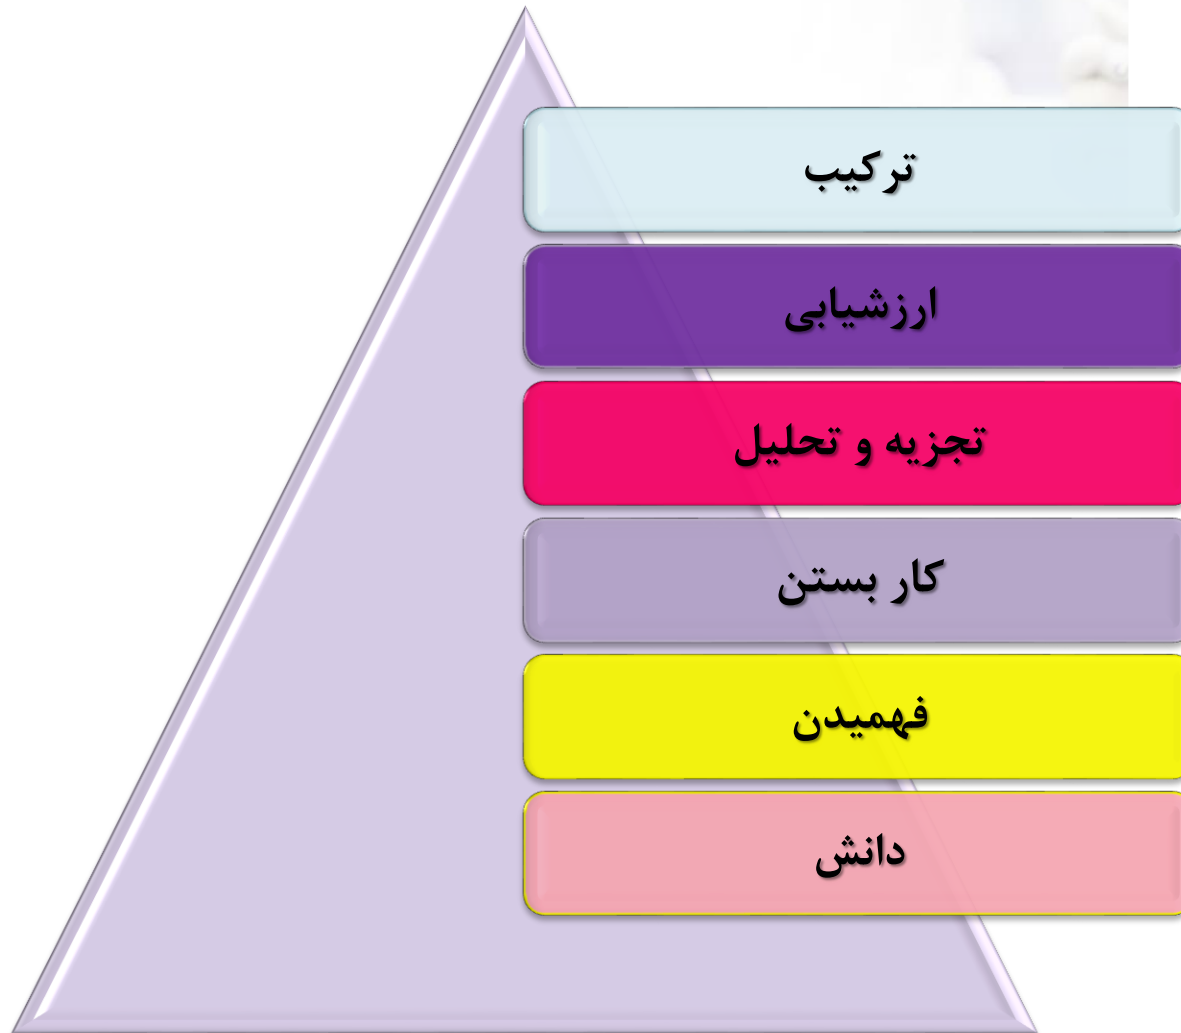 ترکیب
ارزشیابی
تجزیه و تحلیل
کار بستن
فهمیدن
دانش